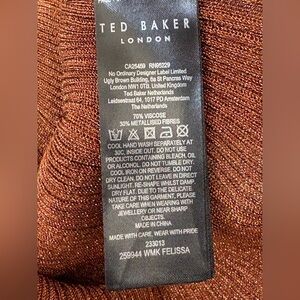 TED BAKER
LONDON
CA25459 RN95229
No Ordinary Designer Label Limited
Ugly Brown Building, 6a St Pancras Way
London NW1 0TB, United Kingdom
Ted Baker Netherlands
Leidsestraat 64, 1017 PD Amsterdam
The Netherlands
70% VISCOSE
30% METALLISED FIBRES
COOL HAND WASH SEPARATELY AT
30C, INSIDE OUT. DO NOT USE
PRODUCTS CONTAINING BLEACH, OIL
OR ALCOHOL. DO NOT TUMBLE DRY.
COOL IRON ON REVERSE. DO NOT
DRY CLEAN. DO NOT LEAVE IN DIRECT
SUNLIGHT. RE-SHAPE WHILST DAMP.
DRY FLAT. DUE TO THE DELICATE
NATURE OF THIS GARMENT, PLEASE
TAKE CARE WHEN WEARING WITH
JEWELLERY OR NEAR SHARP
OBJECTS.
MADE IN CHINA
MADE WITH CARE, WEAR WITH PRIDE
233013
259944 WMK FELISSA